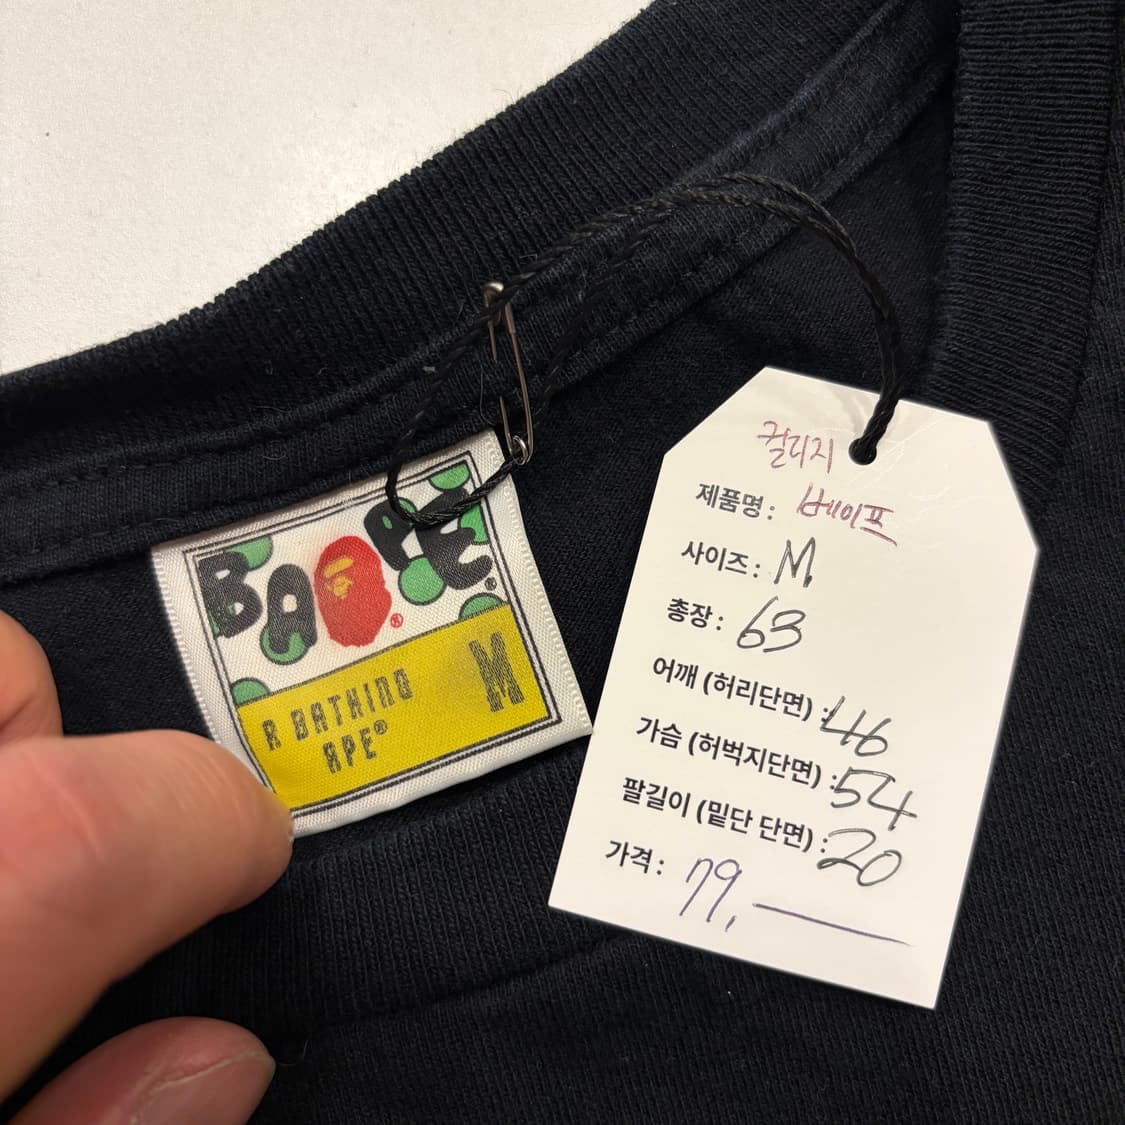 BAPE®
®
A BATHING
APE®
M
컬리지
제품명 : 베이프
사이즈 : M
총장 : 63
어깨 (허리단면) : 46
가슴 (허벅지단면) : 54
팔길이 (밑단 단면) : 20
가격 : 79,—